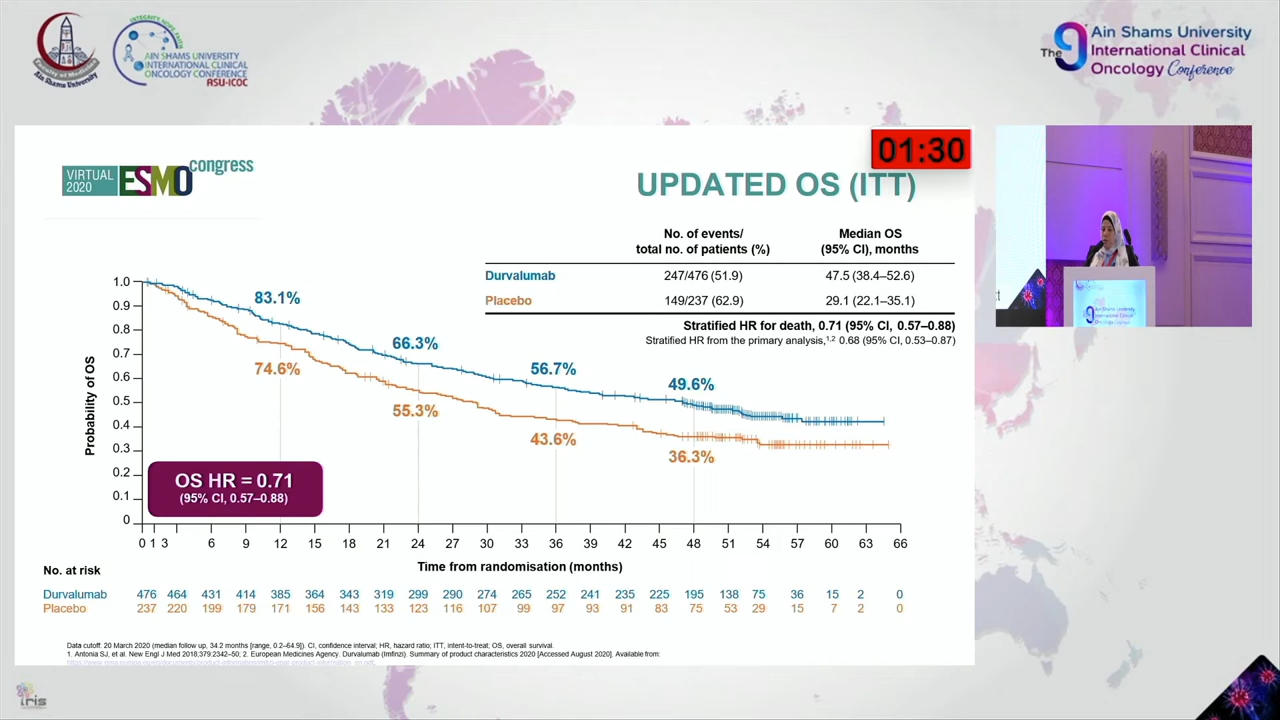 Faculty of Medicine
Ain Shams University
INTEGRITY HOPE FAITH
AIN SHAMS UNIVERSITY
INTERNATIONAL CLINICAL
ONCOLOGY CONFERENCE
ASU-ICOC
The 9th Ain Shams University
International Clinical
Oncology Conference
VIRTUAL
2020
ESMO congress
01:30
UPDATED OS (ITT)
No. of events/ Median OS
total no. of patients (%) (95% CI), months
Durvalumab 247/476 (51.9) 47.5 (38.4–52.6)
Placebo 149/237 (62.9) 29.1 (22.1–35.1)
Stratified HR for death, 0.71 (95% CI, 0.57–0.88)
Stratified HR from the primary analysis,1,2 0.68 (95% CI, 0.53–0.87)
Probability of OS
1.0
0.9
0.8
0.7
0.6
0.5
0.4
0.3
0.2
0.1
0
83.1%
66.3%
56.7%
49.6%
74.6%
55.3%
43.6%
36.3%
OS HR = 0.71
(95% CI, 0.57–0.88)
0 1 3 6 9 12 15 18 21 24 27 30 33 36 39 42 45 48 51 54 57 60 63 66
Time from randomisation (months)
No. at risk
Durvalumab 476 464 431 414 385 364 343 319 299 290 274 265 252 241 235 225 195 138 75 36 15 2 0
Placebo 237 220 199 179 171 156 143 133 123 116 107 99 97 93 91 83 75 53 29 15 7 2 0
Data cutoff: 20 March 2020 (median follow up, 34.2 months [range, 0.2–64.9]). CI, confidence interval; HR, hazard ratio; ITT, intent-to-treat; OS, overall survival.
1. Antonia SJ, et al. New Engl J Med 2018;379:2342–50; 2. European Medicines Agency. Durvalumab (Imfinzi). Summary of product characteristics 2020 [Accessed August 2020]. Available from:
Ain Shams University
International Clinical
iris